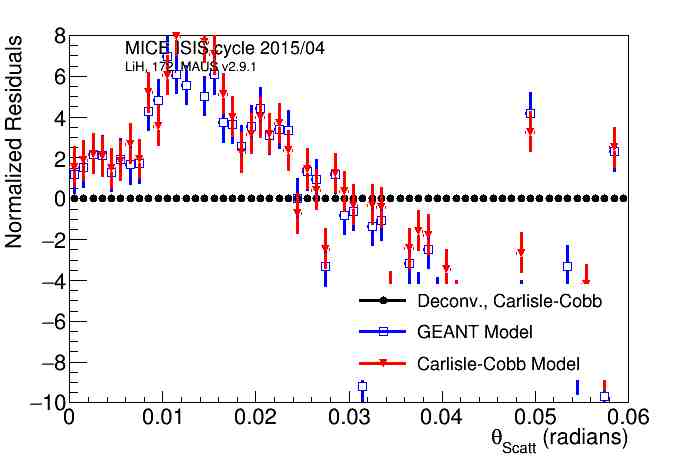 MICE ISIS cycle 2015/04
LiH, 172, MAUS v2.9.1
Normalized Residuals
8
6
4
2
0
−2
−4
−6
−8
−10
Deconv., Carlisle-Cobb
GEANT Model
Carlisle-Cobb Model
0 0.01 0.02 0.03 0.04 0.05 0.06
θScatt (radians)